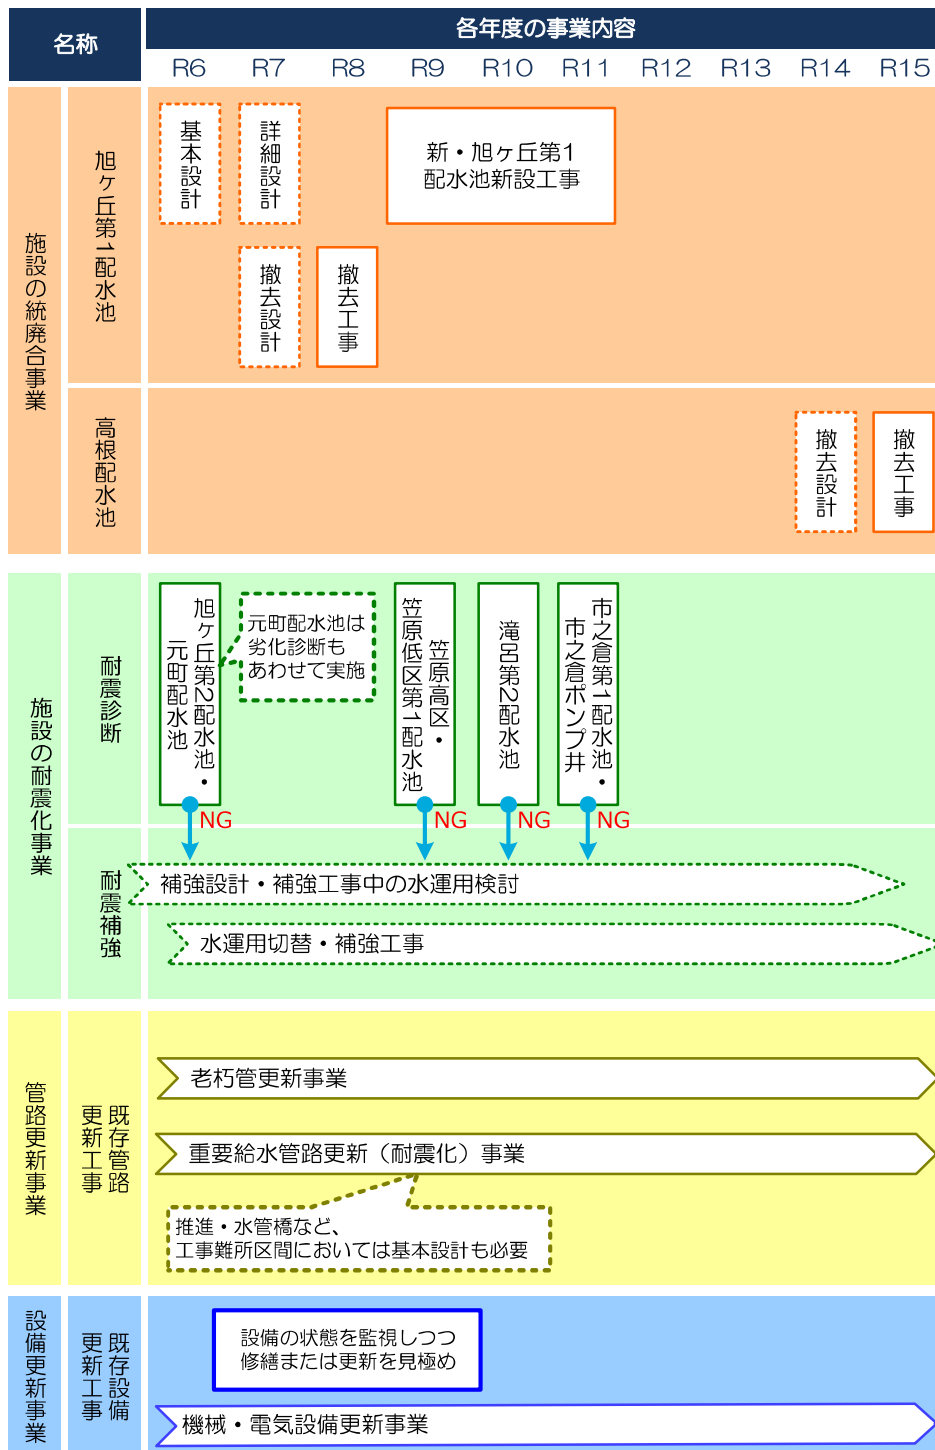 名称
各年度の事業内容
R6 R7 R8 R9 R10 R11 R12 R13 R14 R15
施設の統廃合事業
旭ヶ丘第1配水池
基本設計
詳細設計
新・旭ヶ丘第1
配水池新設工事
撤去設計
撤去工事
高根配水池
撤去設計
撤去工事
施設の耐震化事業
耐震診断
旭ヶ丘第2配水池・
元町配水池
元町配水池は
劣化診断も
あわせて実施
笠原高区・
笠原低区第1配水池
滝呂第2配水池
市之倉第1配水池・
市之倉ポンプ井
NG
NG
NG
NG
耐震補強
補強設計・補強工事中の水運用検討
水運用切替・補強工事
管路更新事業
既存管路
更新工事
老朽管更新事業
重要給水管路更新（耐震化）事業
推進・水管橋など、
工事難所区間においては基本設計も必要
設備更新事業
既存設備
更新工事
設備の状態を監視しつつ
修繕または更新を見極め
機械・電気設備更新事業